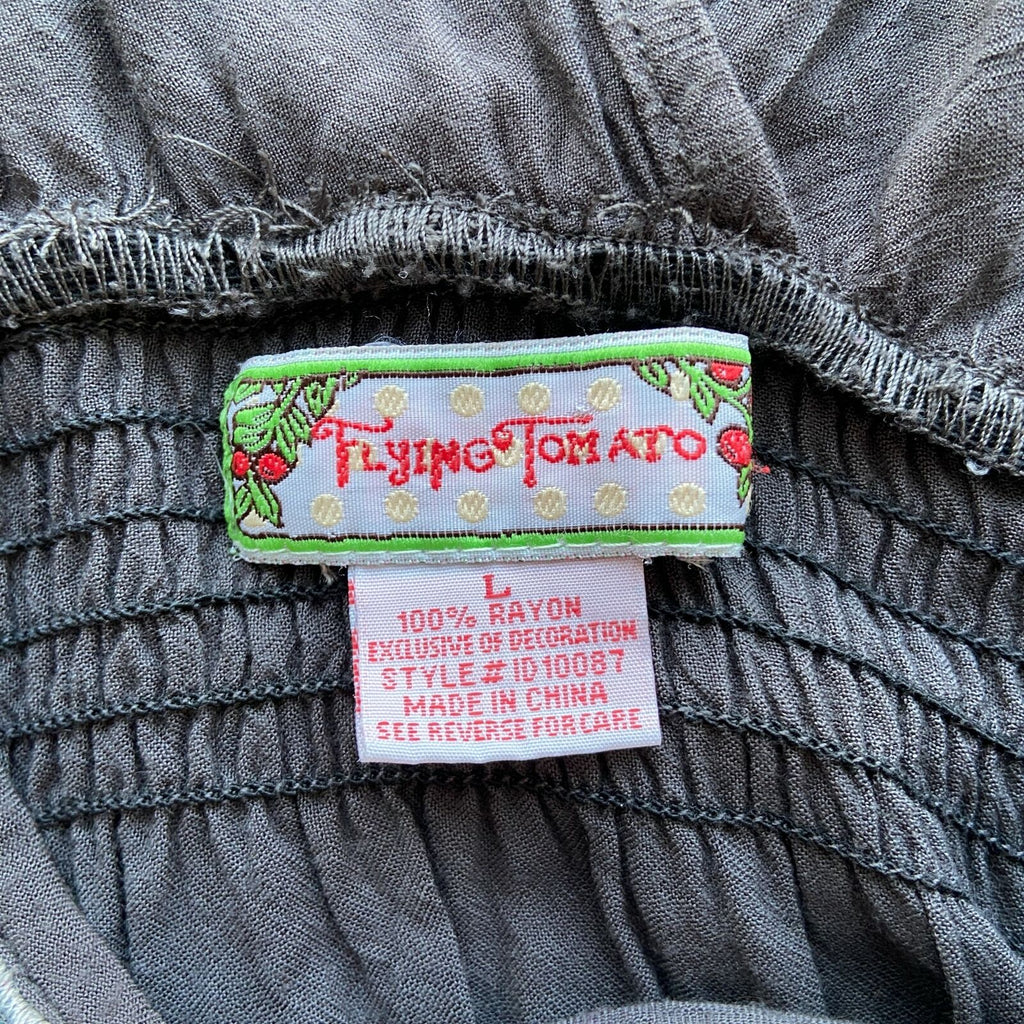 FLYING TOMATO
L
100% RAYON
EXCLUSIVE OF DECORATION
STYLE # ID10087
MADE IN CHINA
SEE REVERSE FOR CARE